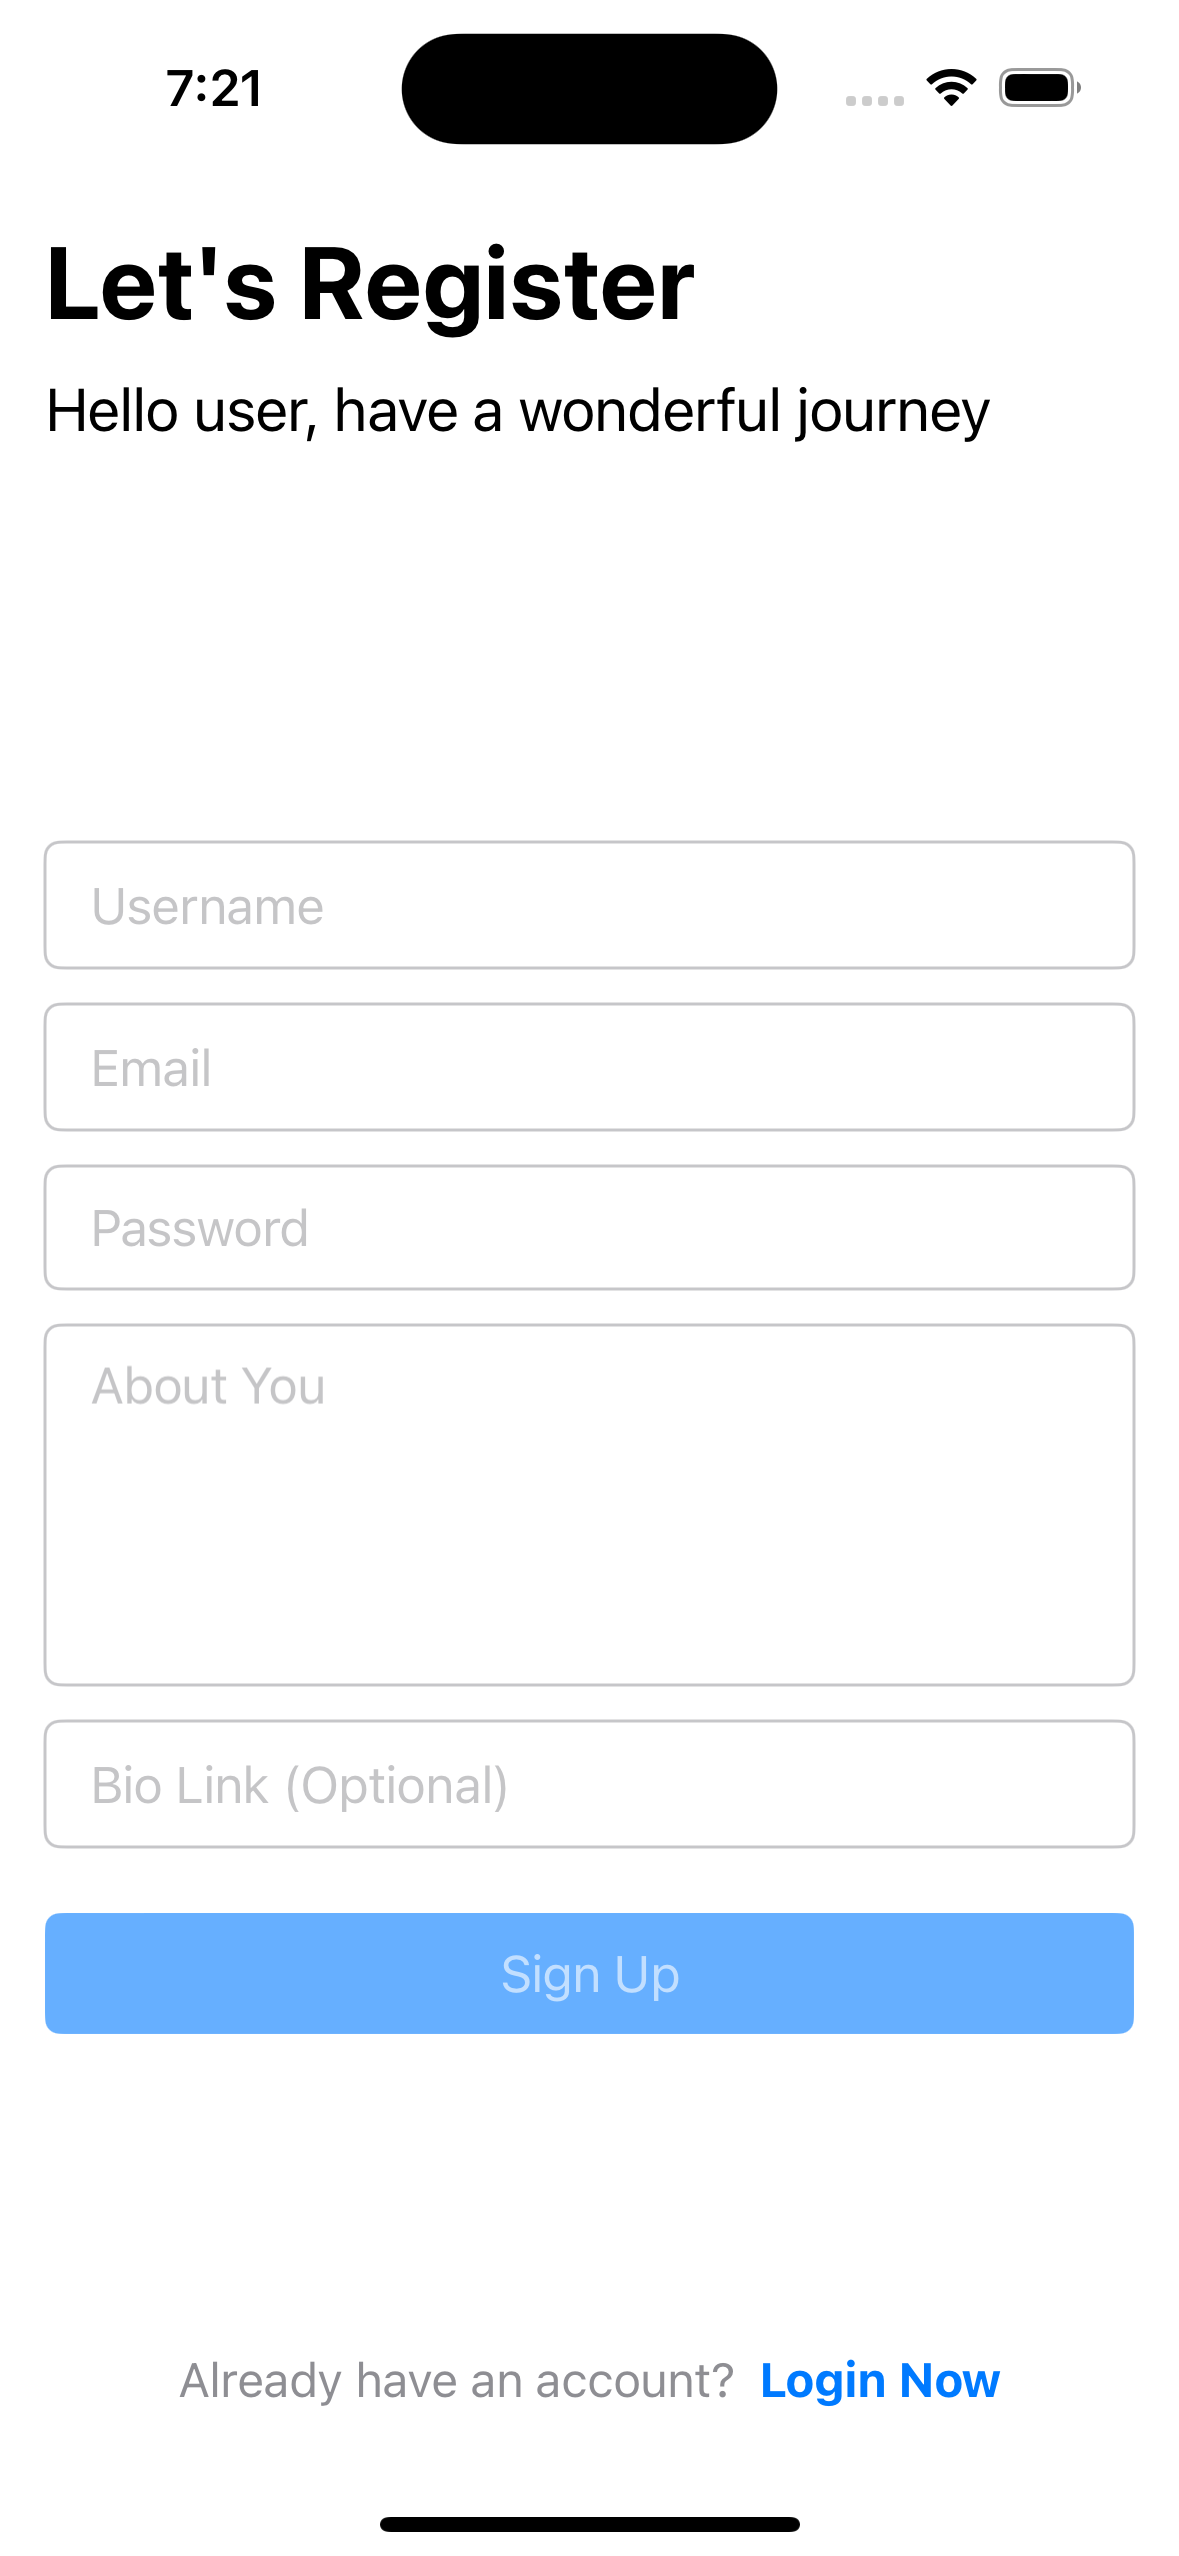 7:21
Let's Register
Hello user, have a wonderful journey
Username
Email
Password
About You
Bio Link (Optional)
Sign Up
Already have an account? Login Now